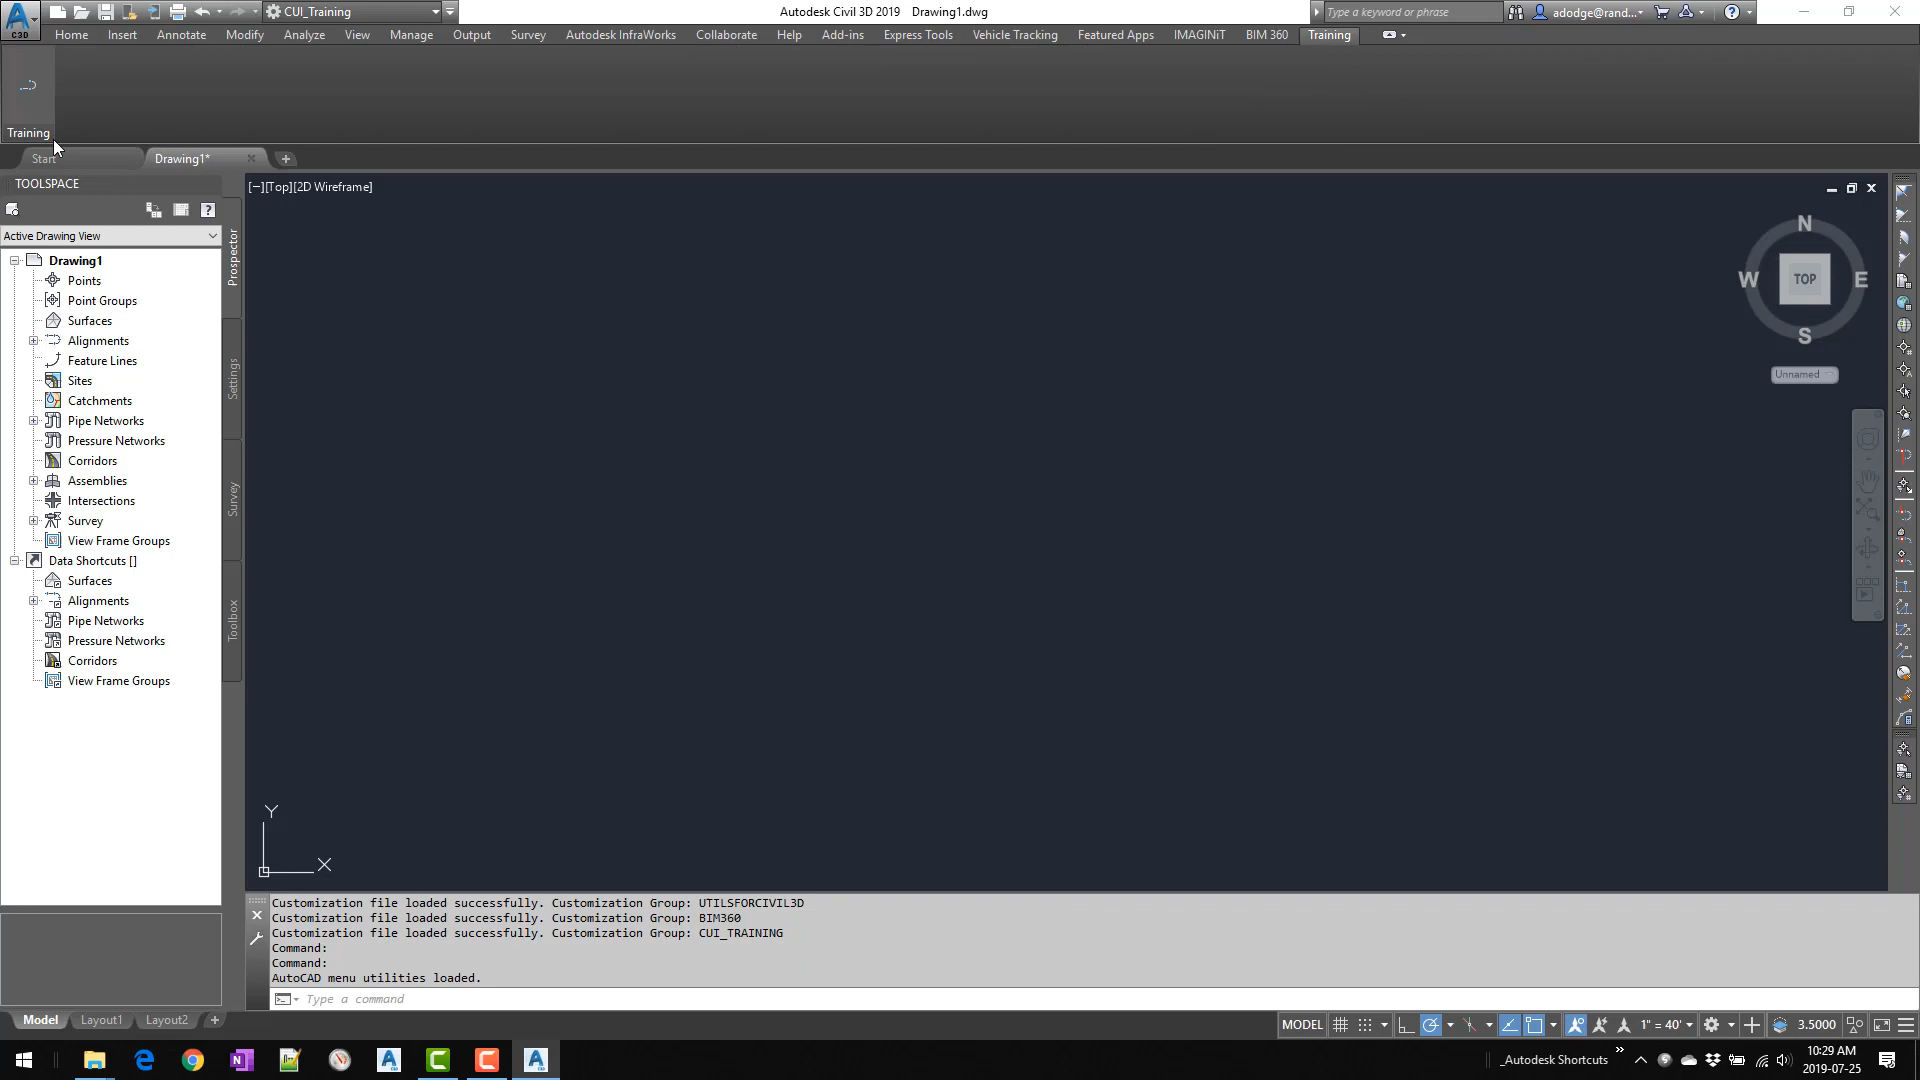 CUI_Training
Autodesk Civil 3D 2019 Drawing1.dwg
Type a keyword or phrase
adodge@rand...
C3D
Home Insert Annotate Modify Analyze View Manage Output Survey Autodesk InfraWorks Collaborate Help Add-ins Express Tools Vehicle Tracking Featured Apps IMAGINiT BIM 360 Training
Training
Start
Drawing1*
TOOLSPACE
[−][Top][2D Wireframe]
Active Drawing View
Drawing1
Points
Point Groups
Surfaces
Alignments
Feature Lines
Sites
Catchments
Pipe Networks
Pressure Networks
Corridors
Assemblies
Intersections
Survey
View Frame Groups
Data Shortcuts []
Surfaces
Alignments
Pipe Networks
Pressure Networks
Corridors
View Frame Groups
Prospector
Settings
Survey
Toolbox
N
W TOP E
S
Unnamed
Y
X
Customization file loaded successfully. Customization Group: UTILSFORCIVIL3D
Customization file loaded successfully. Customization Group: BIM360
Customization file loaded successfully. Customization Group: CUI_TRAINING
Command:
Command:
AutoCAD menu utilities loaded.
Type a command
Model Layout1 Layout2
MODEL
1" = 40'
3.5000
_Autodesk Shortcuts
10:29 AM
2019-07-25